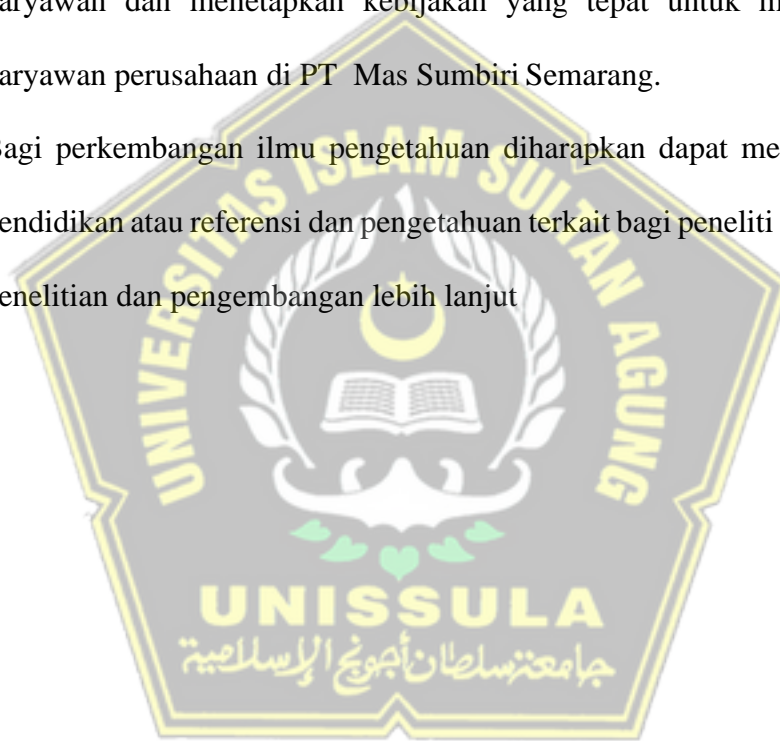 aryawan dan menetapkan kebijakan yang tepat untuk
aryawan perusahaan di PT Mas Sumbiri Semarang.
Bagi perkembangan ilmu pengetahuan diharapkan dapat me
endidikan atau referensi dan pengetahuan terkait bagi peneliti
enelitian dan pengembangan lebih lanjut
UNIVERSITAS ISLAM SULTAN AGUNG
UNISSULA
جامعة سلطان أجونج الإسلامية